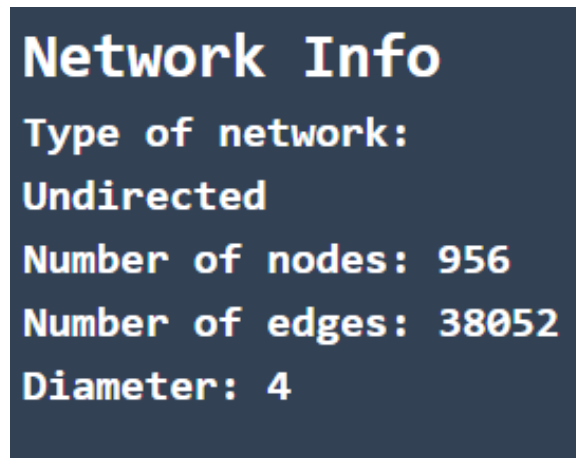 Network Info
Type of network:
Undirected
Number of nodes: 956
Number of edges: 38052
Diameter: 4